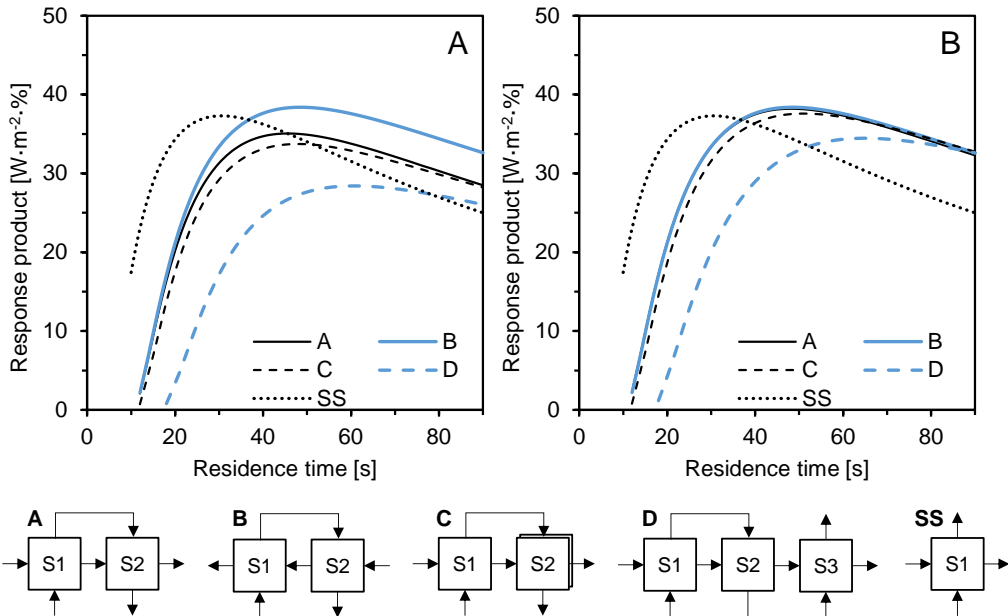 A
Response product [W·m⁻²·%]
50
40
30
20
10
0
0 20 40 60 80
Residence time [s]
A B
C D
SS
B
Response product [W·m⁻²·%]
50
40
30
20
10
0
0 20 40 60 80
Residence time [s]
A B
C D
SS
A
S1 S2
B
S1 S2
C
S1 S2
D
S1 S2 S3
SS
S1